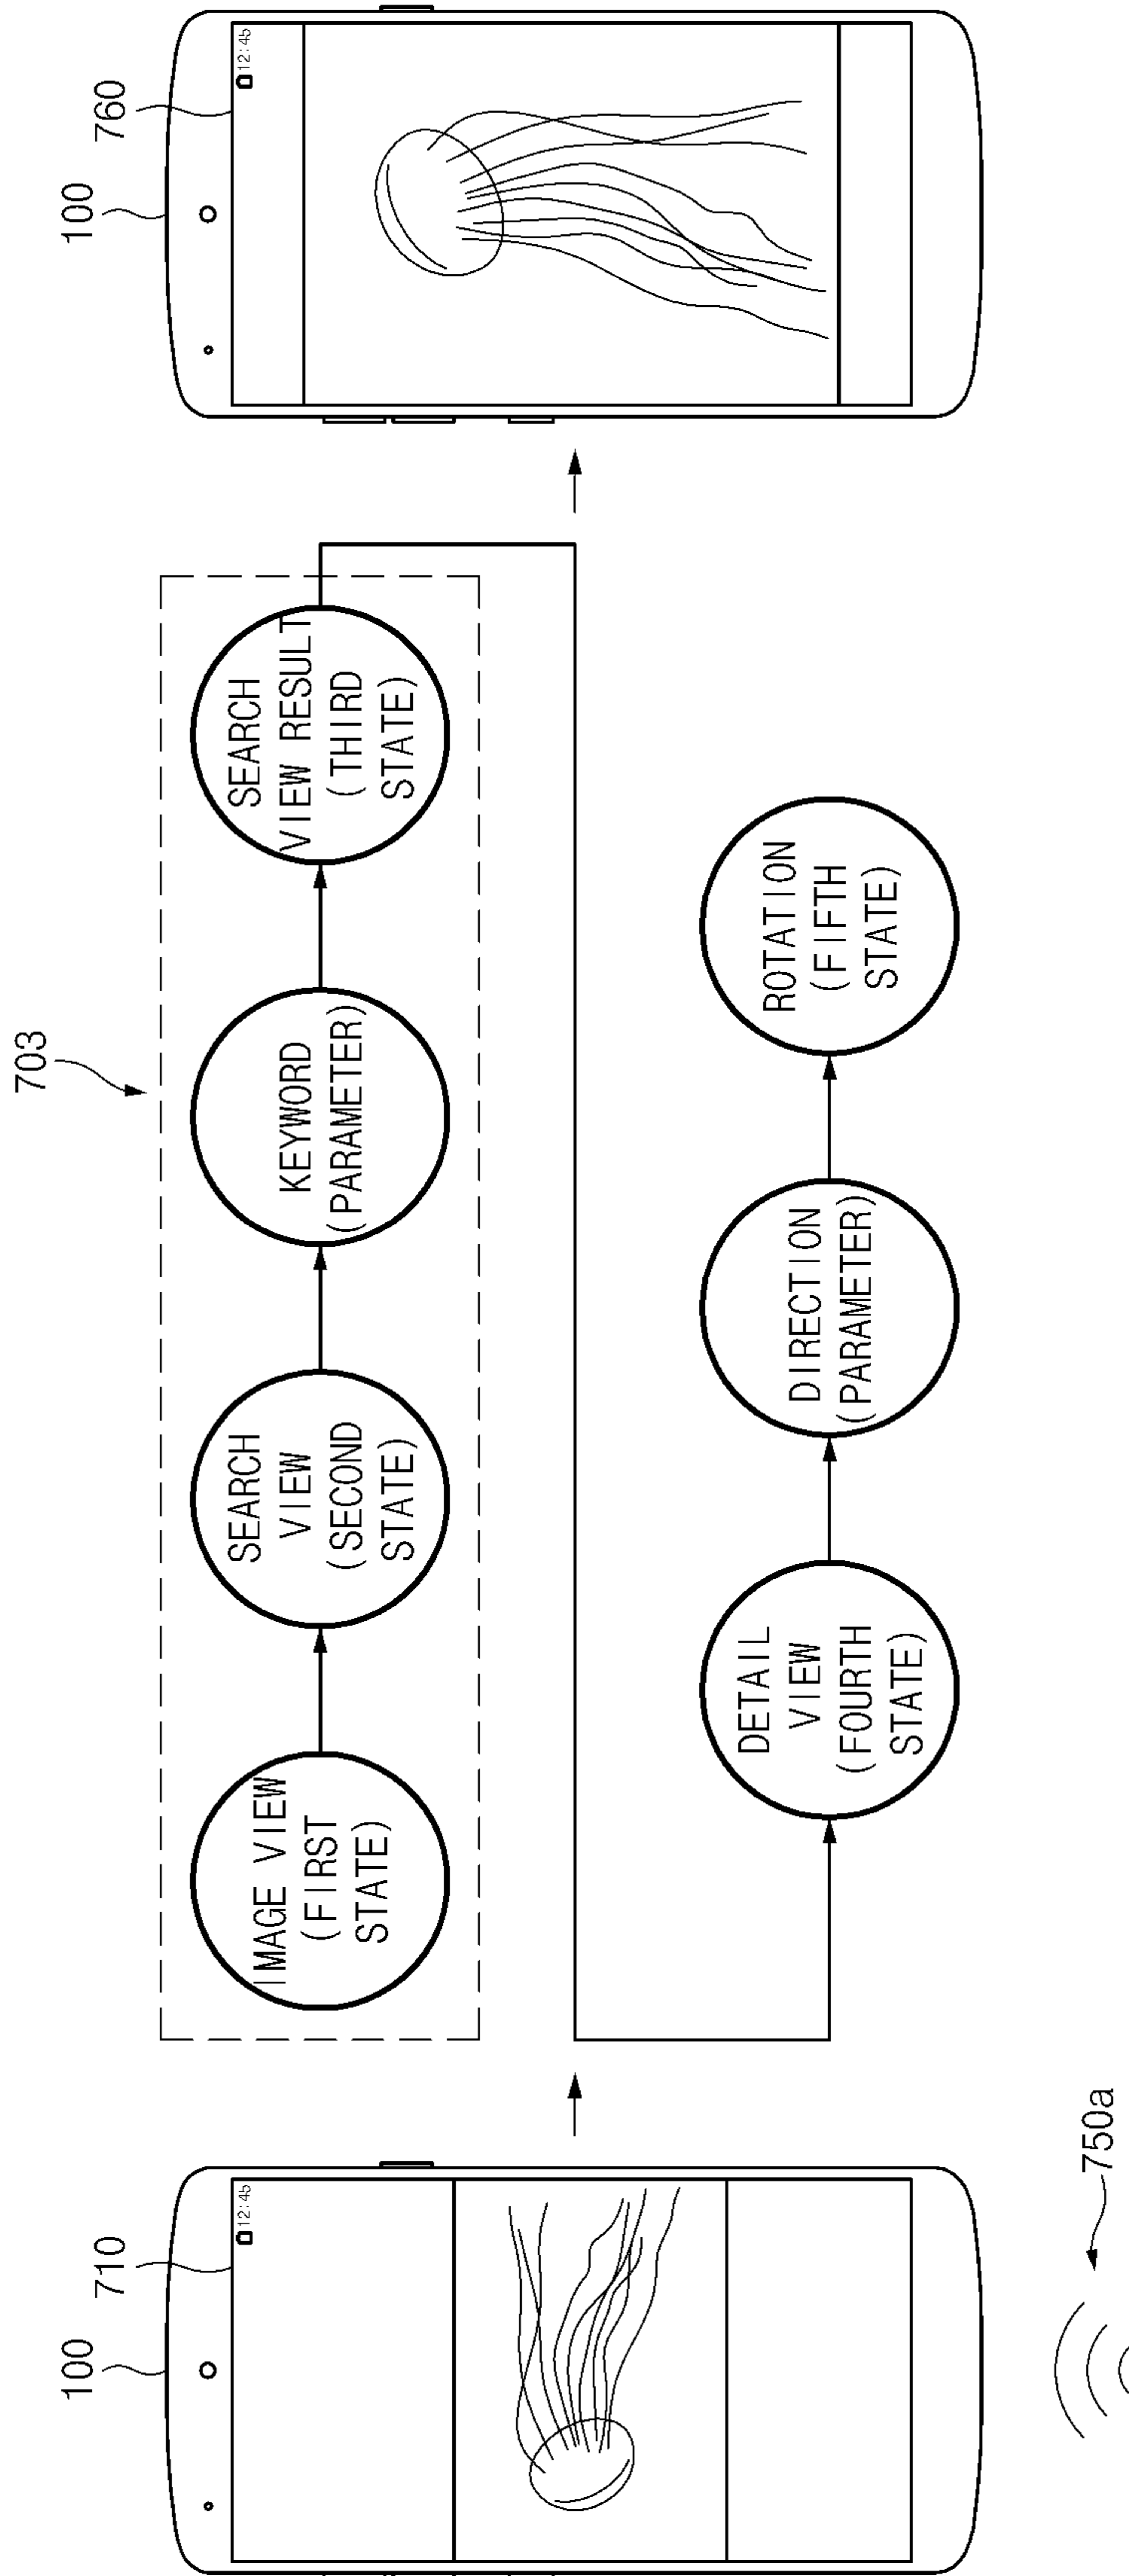 100
710
12:45
750a
703
IMAGE VIEW
(FIRST
STATE)
SEARCH
VIEW
(SECOND
STATE)
KEYWORD
(PARAMETER)
SEARCH
VIEW RESULT
(THIRD
STATE)
DETAIL
VIEW
(FOURTH
STATE)
DIRECTION
(PARAMETER)
ROTATION
(FIFTH
STATE)
100
760
12:45